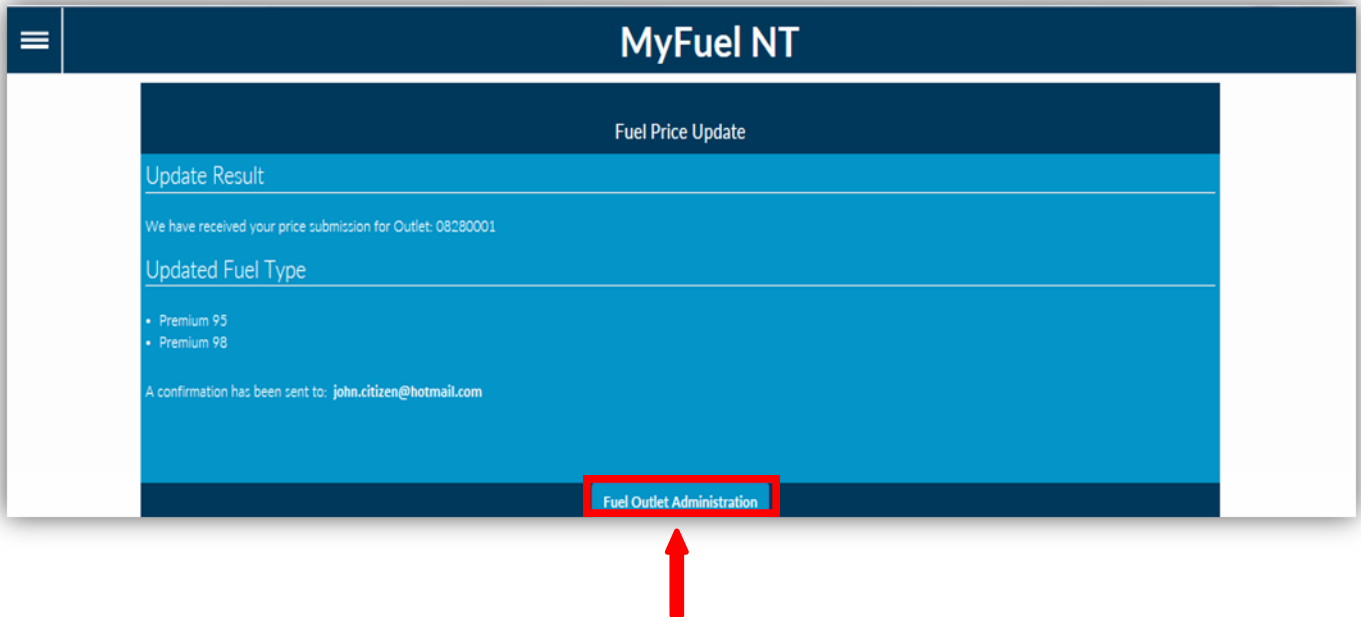 MyFuel NT
Fuel Price Update
Update Result
We have received your price submission for Outlet: 08280001
Updated Fuel Type
• Premium 95
• Premium 98
A confirmation has been sent to: john.citizen@hotmail.com
Fuel Outlet Administration